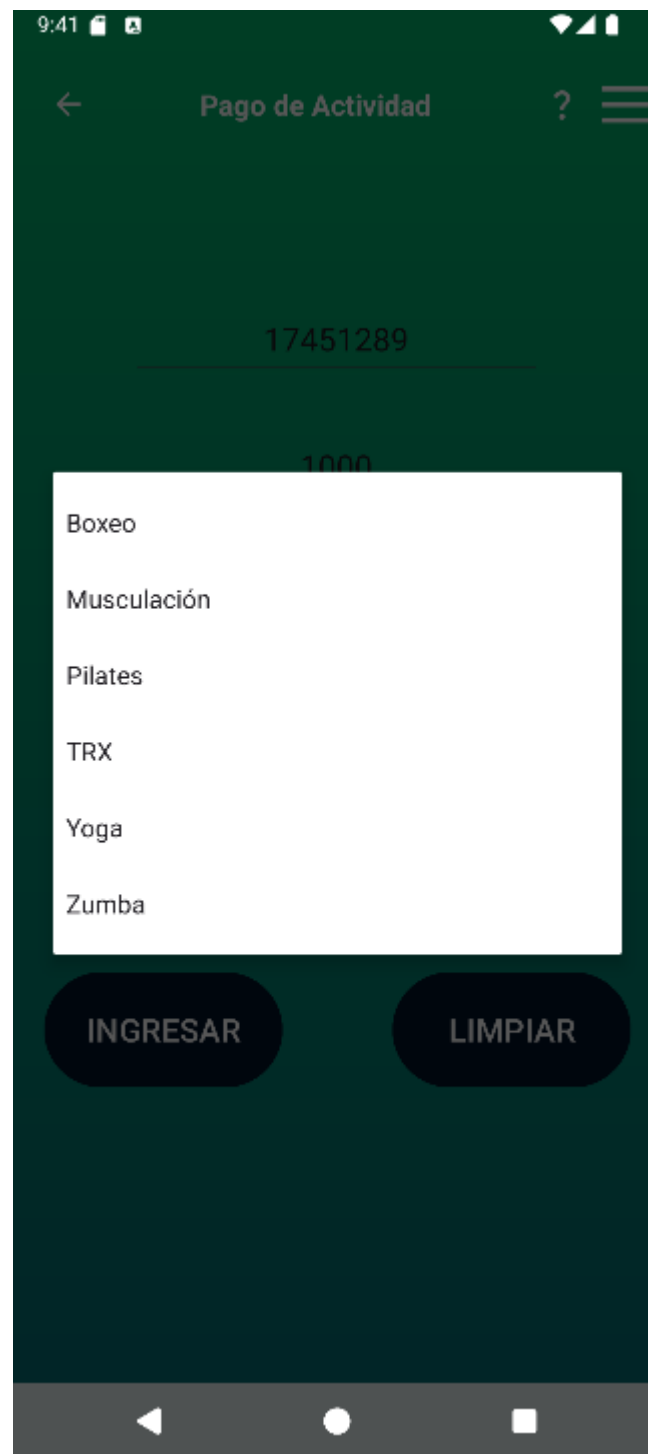 9:41
Pago de Actividad ?
17451289
1000
Boxeo
Musculación
Pilates
TRX
Yoga
Zumba
INGRESAR LIMPIAR